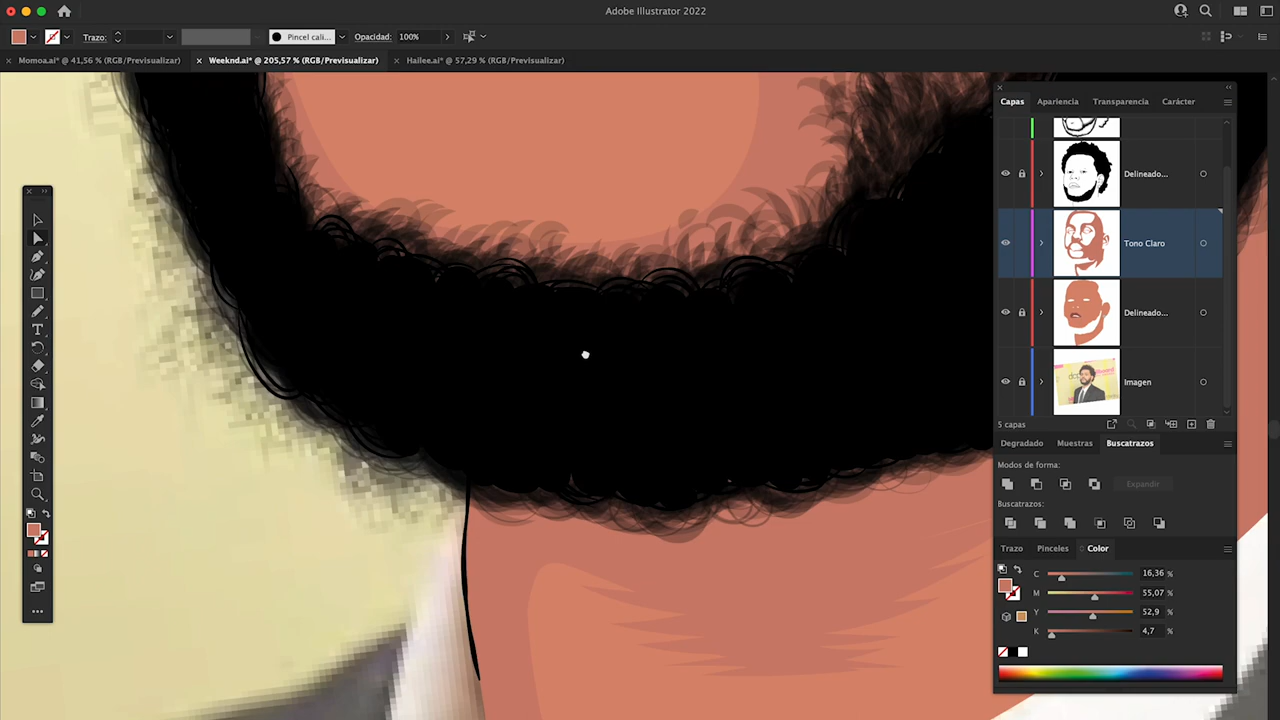 Adobe Illustrator 2022
Trazo:
Pincel cali...
Opacidad:
100%
Momoa.ai* @ 41,56 % (RGB/Previsualizar)
Weeknd.ai* @ 205,57 % (RGB/Previsualizar)
Hailee.ai* @ 57,29 % (RGB/Previsualizar)
Capas
Apariencia
Transparencia
Carácter
Delineado...
Tono Claro
Delineado...
Imagen
5 capas
Degradado
Muestras
Buscatrazos
Modos de forma:
Expandir
Buscatrazos:
Trazo
Pinceles
Color
C 16,36 %
M 55,07 %
Y 52,9 %
K 4,7 %